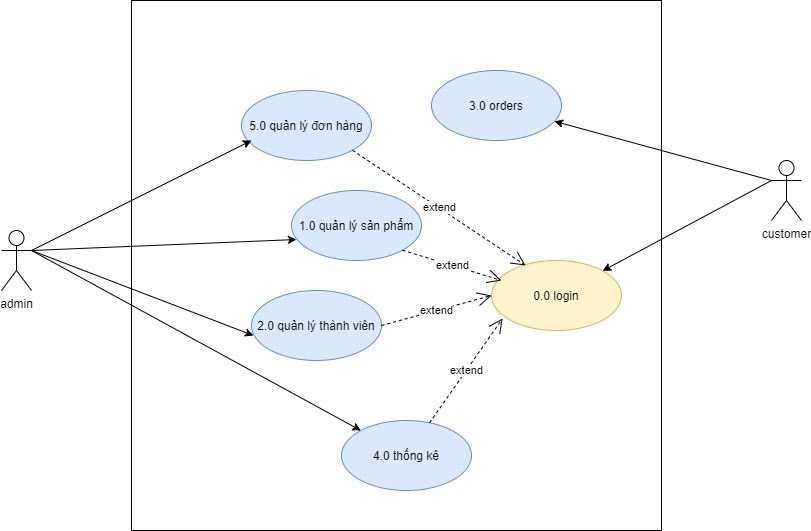 3.0 orders
5.0 quản lý đơn hàng
extend
1.0 quản lý sản phẩm
customer
extend
admin
0.0 login
extend
2.0 quản lý thành viên
extend
4.0 thống kê